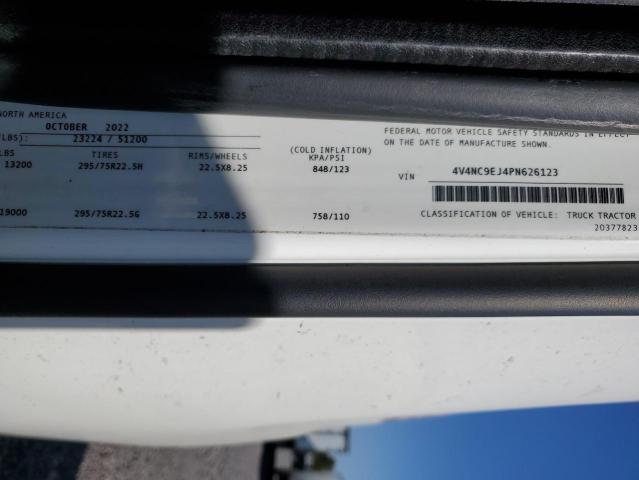 NORTH AMERICA
OCTOBER 2022
/LBS): 23224 / 51200
LBS TIRES RIMS/WHEELS (COLD INFLATION) KPA/PSI
13200 295/75R22.5H 22.5X8.25 848/123
19000 295/75R22.5G 22.5X8.25 758/110
FEDERAL MOTOR VEHICLE SAFETY STANDARDS IN EFFECT
ON THE DATE OF MANUFACTURE SHOWN.
VIN 4V4NC9EJ4PN626123
CLASSIFICATION OF VEHICLE: TRUCK TRACTOR
20377823